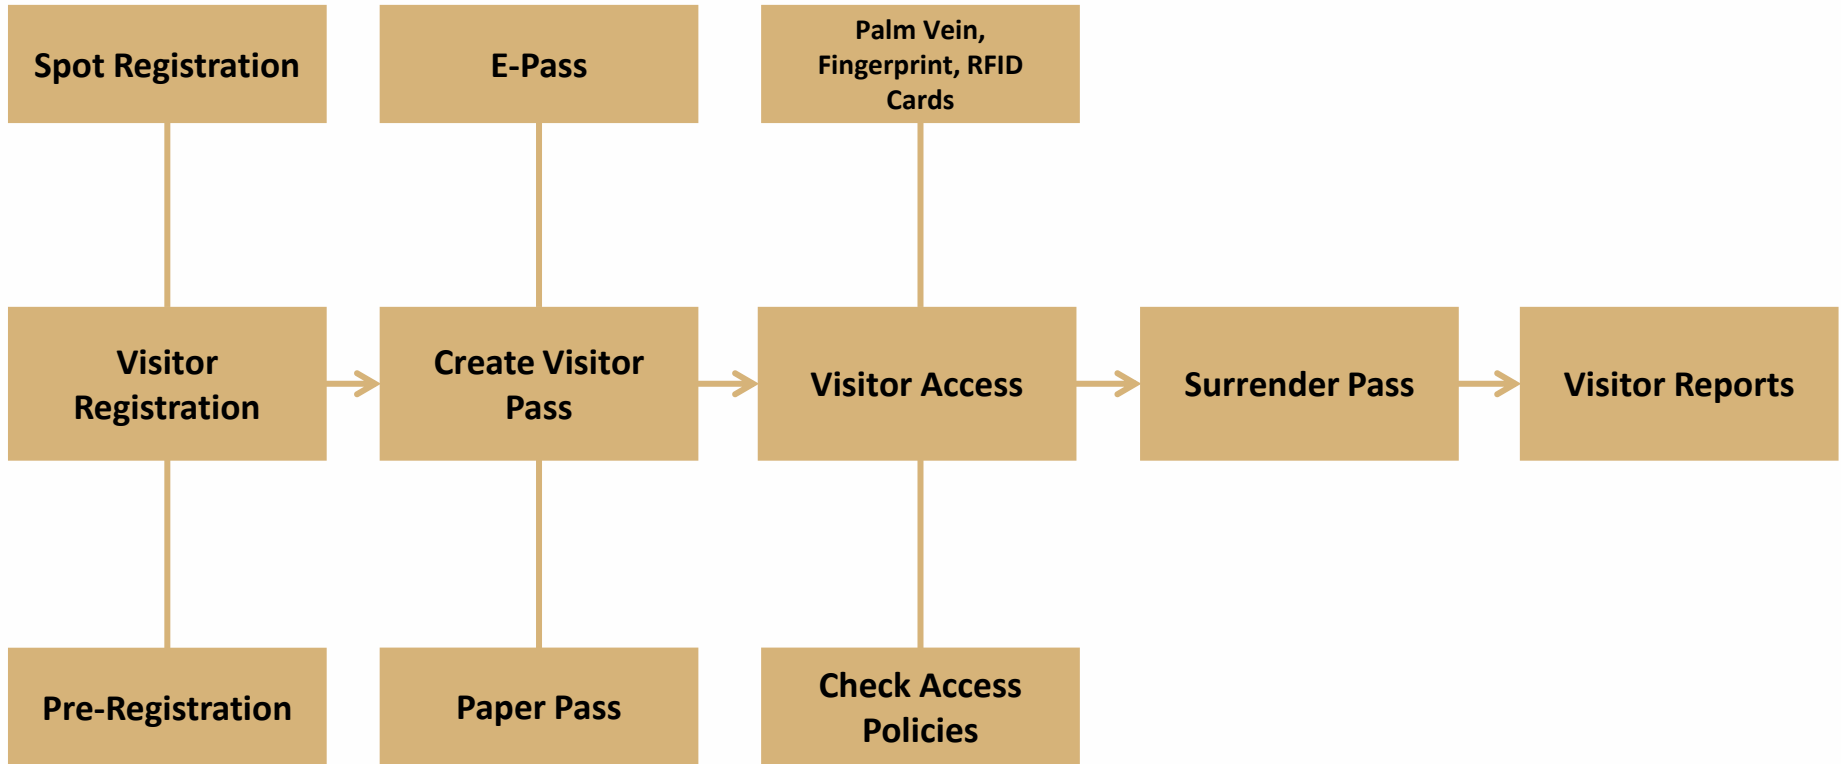 Spot Registration
E-Pass
Palm Vein,
Fingerprint, RFID
Cards
Visitor
Registration
Create Visitor
Pass
Visitor Access
Surrender Pass
Visitor Reports
Pre-Registration
Paper Pass
Check Access
Policies